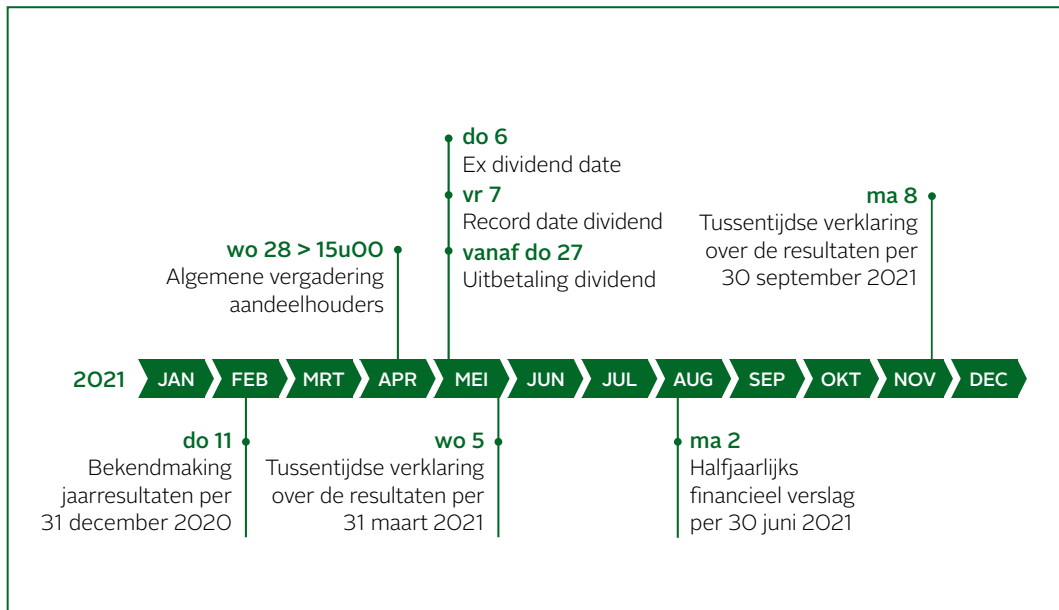 do 6
Ex dividend date
vr 7
Record date dividend
vanaf do 27
Uitbetaling dividend
ma 8
Tussentijdse verklaring
over de resultaten per
30 september 2021
wo 28 > 15u00
Algemene vergadering
aandeelhouders
2021 JAN FEB MRT APR MEI JUN JUL AUG SEP OKT NOV DEC
do 11
Bekendmaking
jaarresultaten per
31 december 2020
wo 5
Tussentijdse verklaring
over de resultaten per
31 maart 2021
ma 2
Halfjaarlijks
financieel verslag
per 30 juni 2021